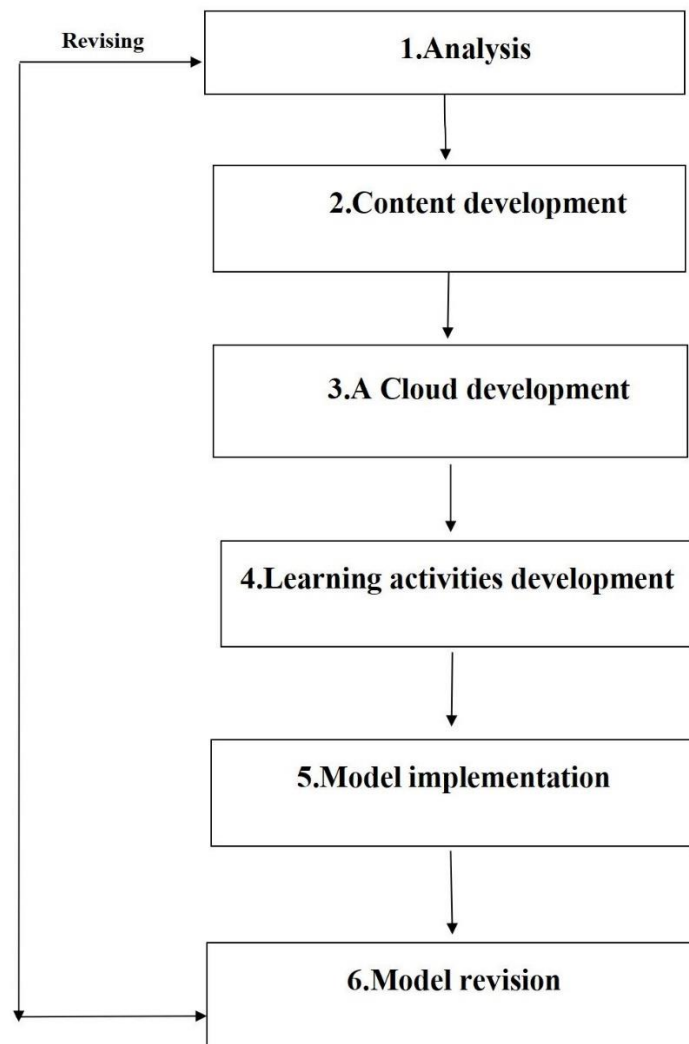 Revising
1.Analysis
2.Content development
3.A Cloud development
4.Learning activities development
5.Model implementation
6.Model revision